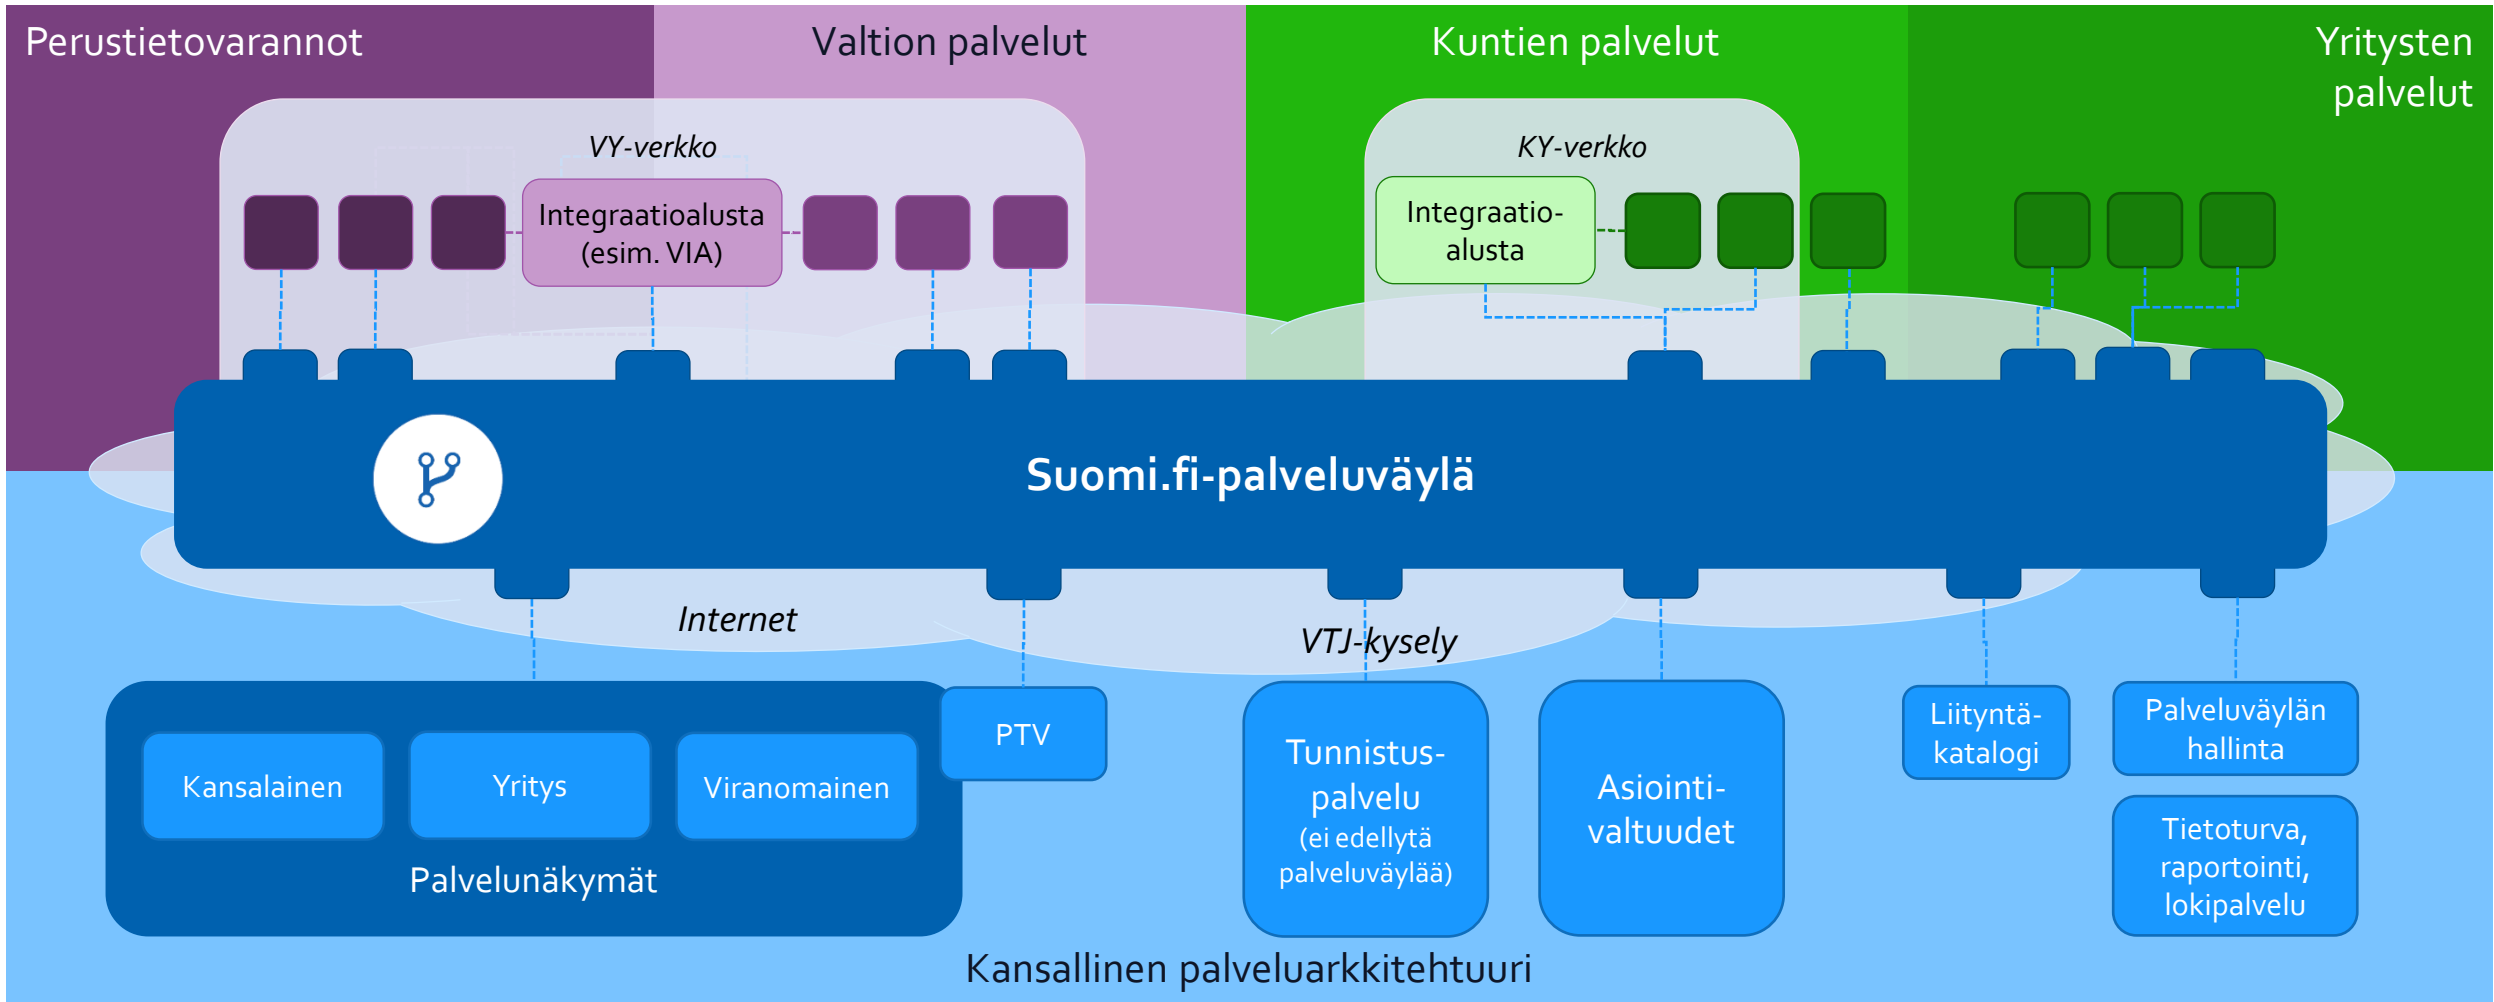 Perustietovarannot
Valtion palvelut
Kuntien palvelut
Yritysten
palvelut
VY-verkko
KY-verkko
Integraatioalusta
(esim. VIA)
Integraatio-
alusta
Suomi.fi-palveluväylä
Internet
VTJ-kysely
Kansalainen
Yritys
Viranomainen
Palvelunäkymät
PTV
Tunnistus-
palvelu
(ei edellytä
palveluväylää)
Asiointi-
valtuudet
Liityntä-
katalogi
Palveluväylän
hallinta
Tietoturva,
raportointi,
lokipalvelu
Kansallinen palveluarkkitehtuuri